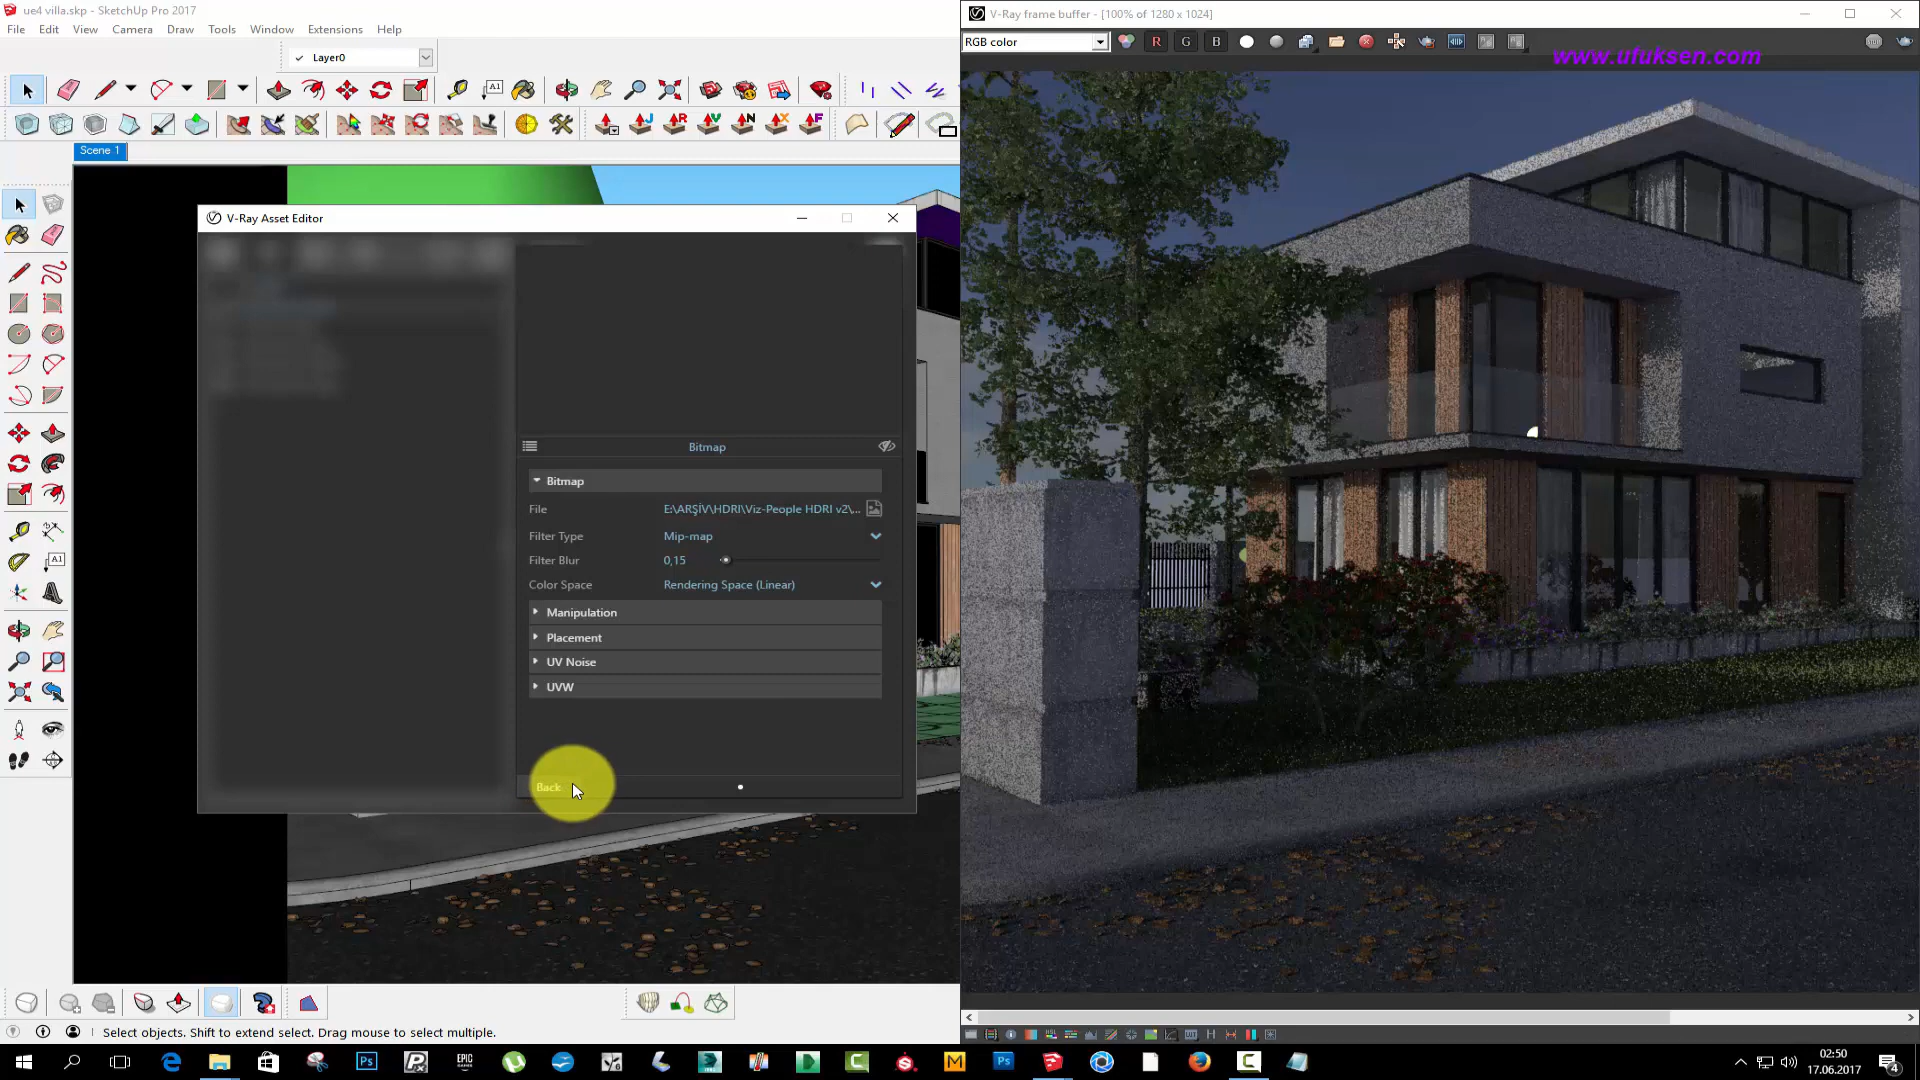 ue4 villa.skp - SketchUp Pro 2017
File Edit View Camera Draw Tools Window Extensions Help
Layer0
Scene 1
V-Ray Asset Editor
Bitmap
Bitmap
File E:\ARŞİV\HDRI\Viz-People HDRI v2\...
Filter Type Mip-map
Filter Blur 0,15
Color Space Rendering Space (Linear)
Manipulation
Placement
UV Noise
UVW
Back
Select objects. Shift to extend select. Drag mouse to select multiple.
V-Ray frame buffer - [100% of 1280 x 1024]
RGB color
R G B
www.ufuksen.com
02:50
17.06.2017
4